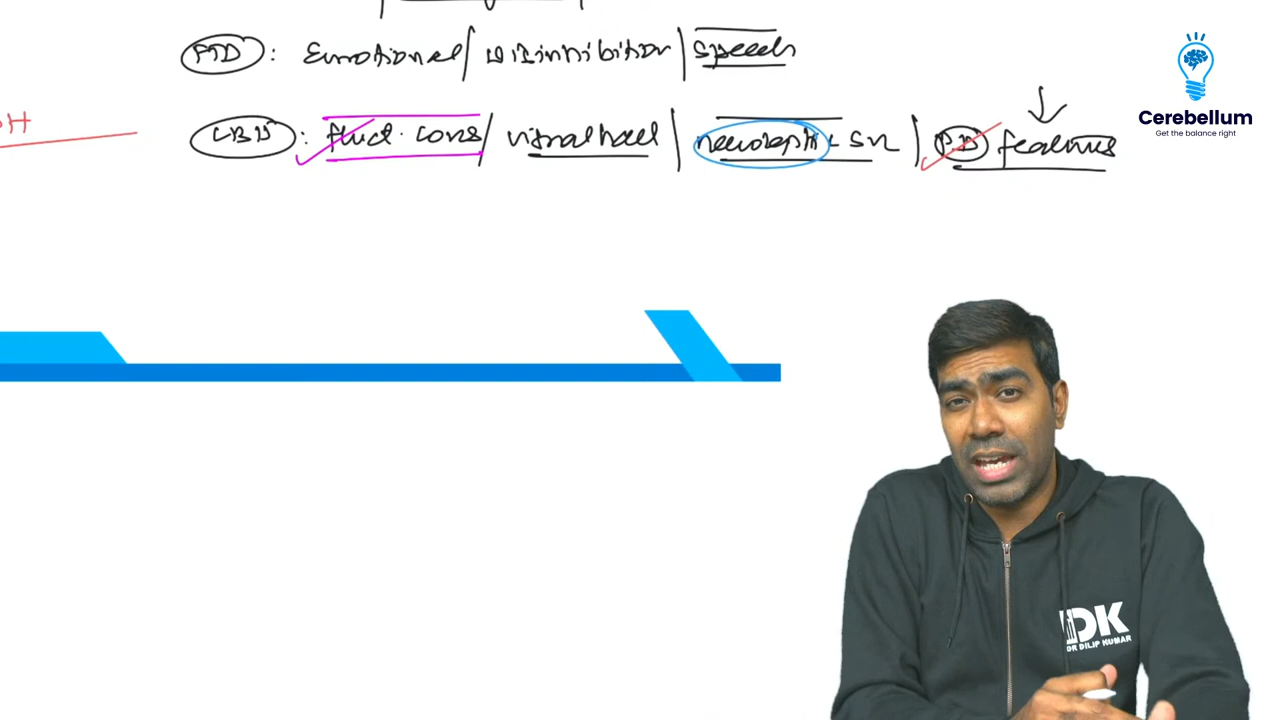 FTD : Emotional / Disinhibition / Speech
LBD : fluct. cons / visual hall / neurolept - sn / PD features
Cerebellum
Get the balance right
DK
DR DILIP KUMAR